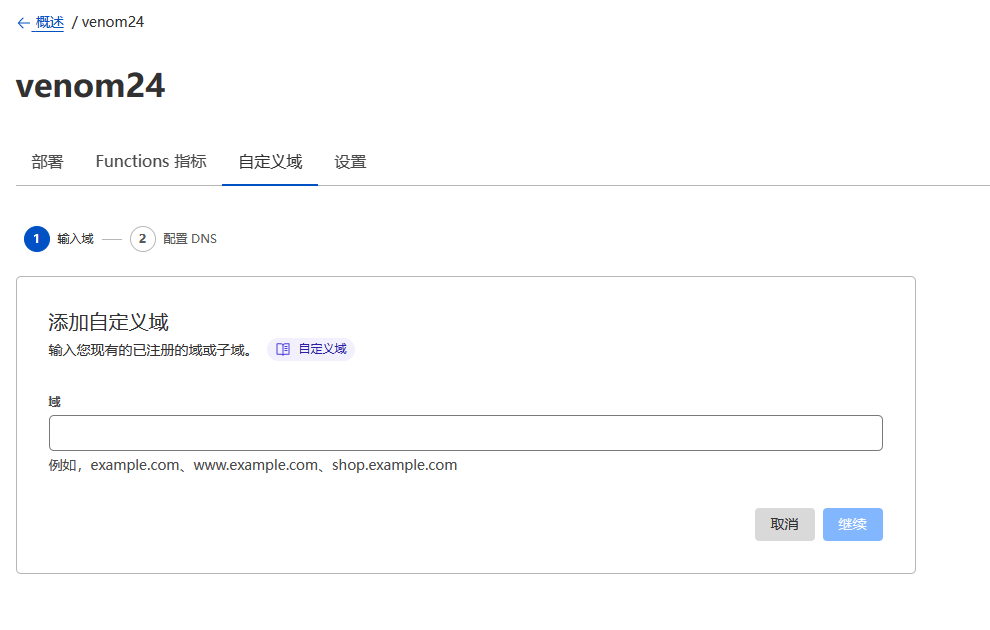 ← 概述 / venom24
venom24
部署 Functions 指标 自定义域 设置
1 输入域 2 配置 DNS
添加自定义域
输入您现有的已注册的域或子域。 自定义域
域
例如，example.com、www.example.com、shop.example.com
取消 继续